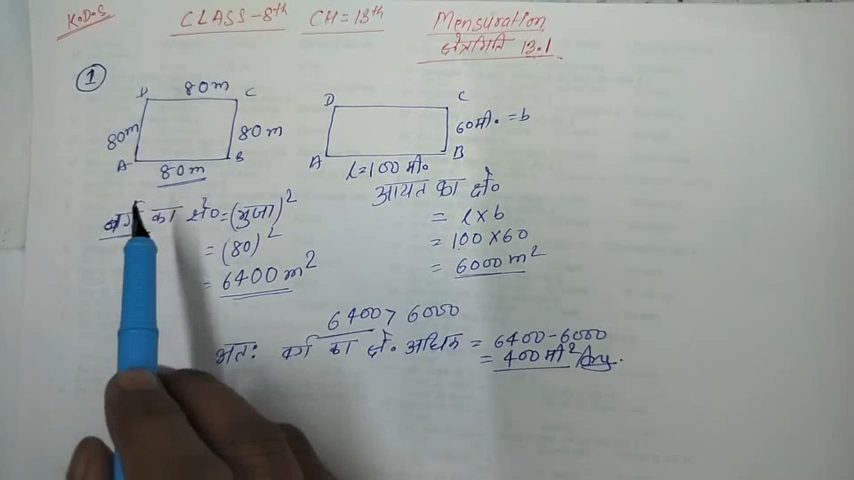 K.D.S CLASS-8th CH=13th Mensuration
क्षेत्रमिति 13.1
1
D 80m C
80m 80m
A 80m B
D C
60मी० = b
A B
l=100 मी०
वर्ग का क्षे० = (भुजा)²
= (80)²
= 6400 m²
आयत का क्षे०
= l×b
= 100×60
= 6000 m²
6400 > 6000
अतः वर्ग का क्षे० अधिक = 6400-6000
= 400 मी² Ans.